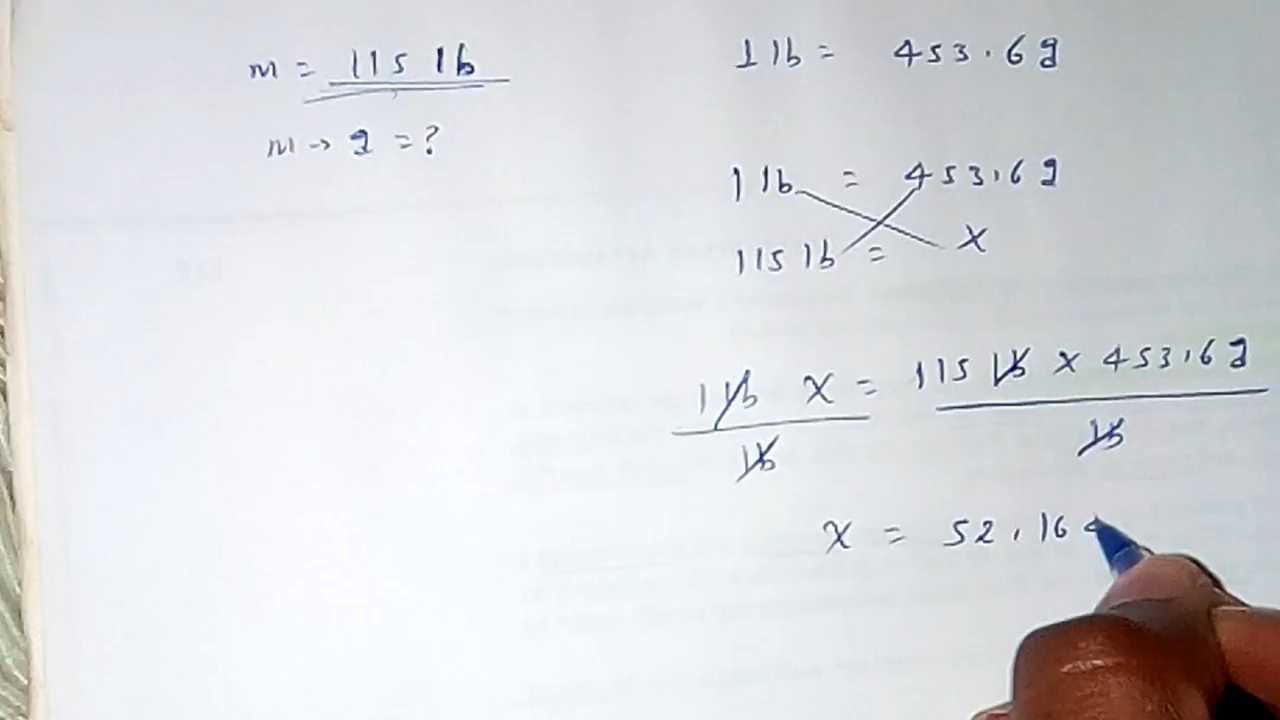 m = 115 lb
m → g = ?
1 lb = 453.6 g
1 lb = 453.6 g
115 lb = x
1 lb x = 115 lb x 453.6 g
lb lb
x = 52.164